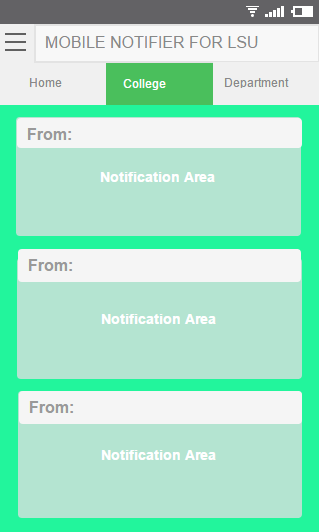 MOBILE NOTIFIER FOR LSU
Home College Department
From:
Notification Area
From:
Notification Area
From:
Notification Area